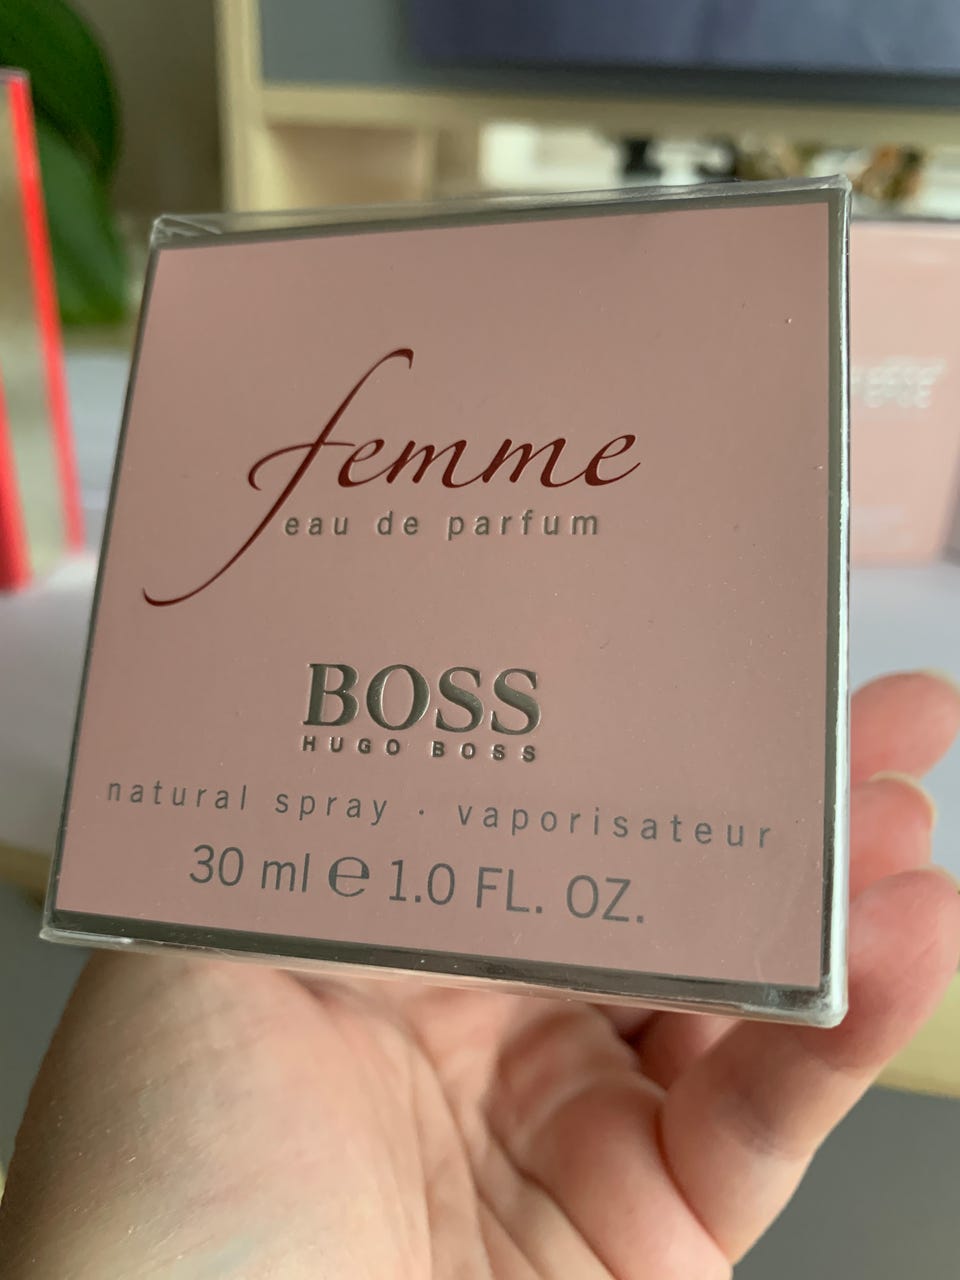 femme
eau de parfum
BOSS
HUGO BOSS
natural spray · vaporisateur
30 ml ℮ 1.0 FL. OZ.